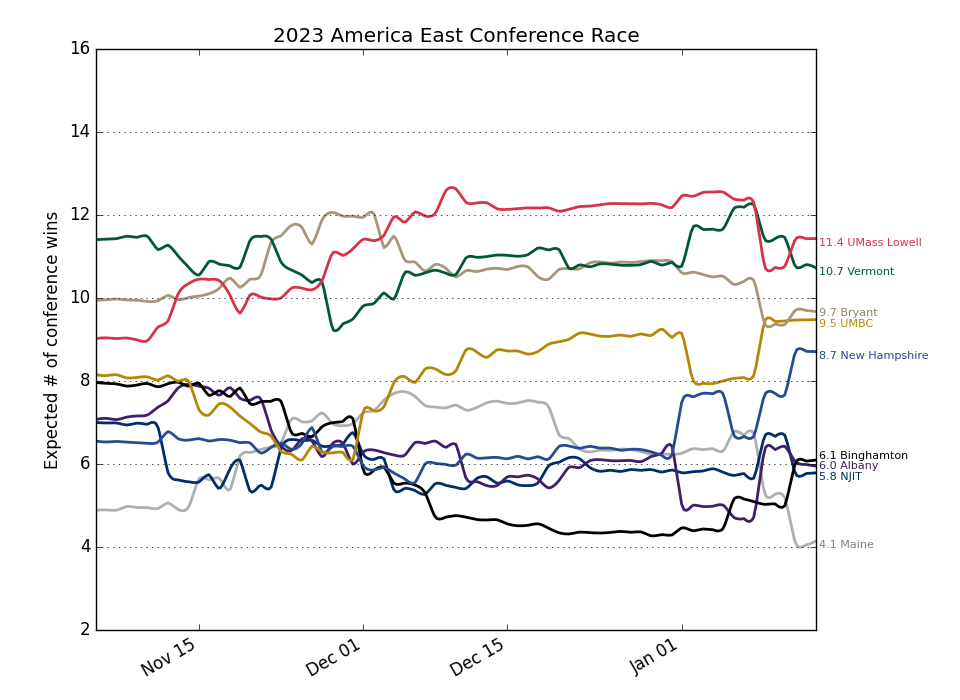 2023 America East Conference Race
Expected # of conference wins
16
14
12
10
8
6
4
2
11.4 UMass Lowell
10.7 Vermont
9.7 Bryant
9.5 UMBC
8.7 New Hampshire
6.1 Binghamton
6.0 Albany
5.8 NJIT
4.1 Maine
Nov 15
Dec 01
Dec 15
Jan 01